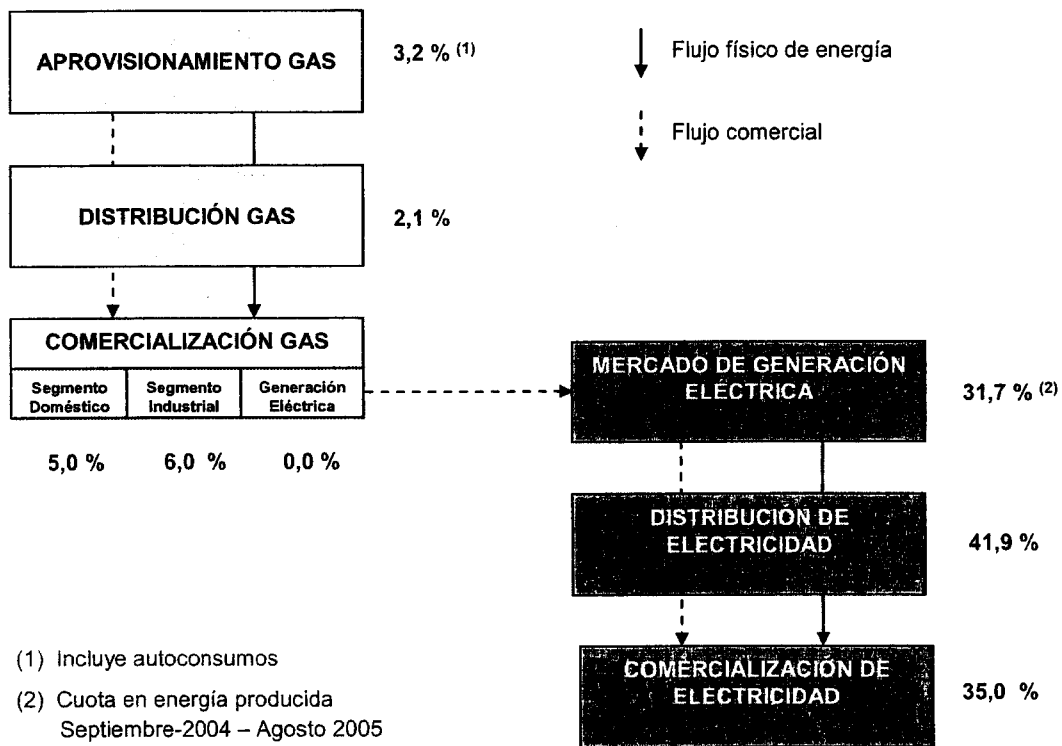 APROVISIONAMIENTO GAS
3,2 % (1)
Flujo físico de energía
Flujo comercial
DISTRIBUCIÓN GAS
2,1 %
COMERCIALIZACIÓN GAS
Segmento Doméstico
Segmento Industrial
Generación Eléctrica
5,0 %
6,0 %
0,0 %
MERCADO DE GENERACIÓN
ELÉCTRICA
31,7 % (2)
DISTRIBUCIÓN DE
ELECTRICIDAD
41,9 %
COMERCIALIZACIÓN DE
ELECTRICIDAD
35,0 %
(1) Incluye autoconsumos
(2) Cuota en energía producida
Septiembre-2004 – Agosto 2005